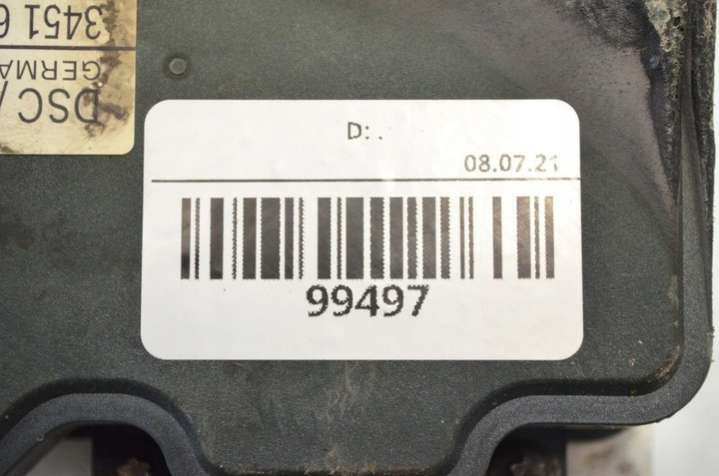 3451 6
GERMA
DSC/
D: .
08.07.21
99497